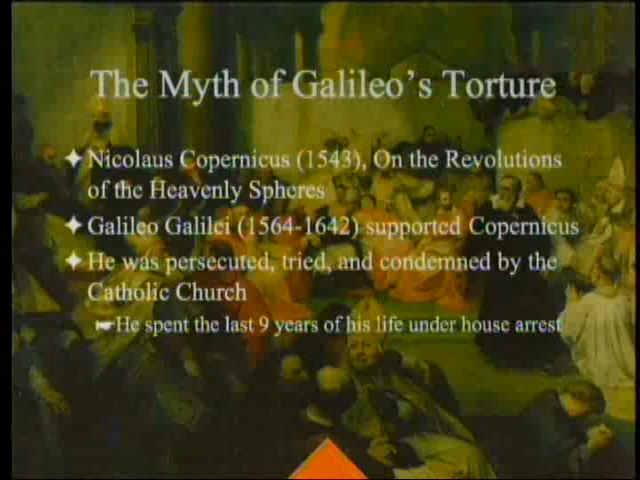 The Myth of Galileo's Torture
Nicolaus Copernicus (1543), On the Revolutions
of the Heavenly Spheres
Galileo Galilei (1564-1642) supported Copernicus
He was persecuted, tried, and condemned by the
Catholic Church
He spent the last 9 years of his life under house arrest